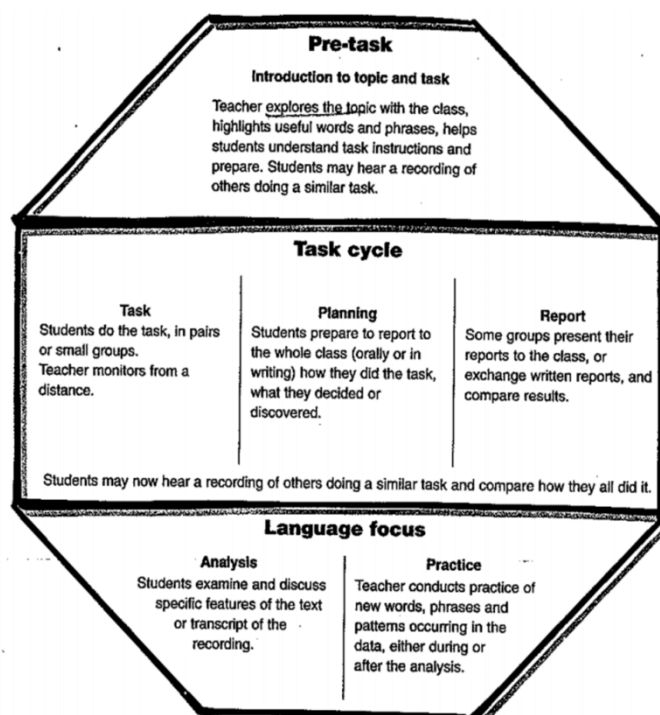 Pre-task
Introduction to topic and task
Teacher explores the topic with the class,
highlights useful words and phrases, helps
students understand task instructions and
prepare. Students may hear a recording of
others doing a similar task.
Task cycle
Task
Students do the task, in pairs
or small groups.
Teacher monitors from a
distance.
Planning
Students prepare to report to
the whole class (orally or in
writing) how they did the task,
what they decided or
discovered.
Report
Some groups present their
reports to the class, or
exchange written reports, and
compare results.
Students may now hear a recording of others doing a similar task and compare how they all did it.
Language focus
Analysis
Students examine and discuss
specific features of the text
or transcript of the
recording.
Practice
Teacher conducts practice of
new words, phrases and
patterns occurring in the
data, either during or
after the analysis.